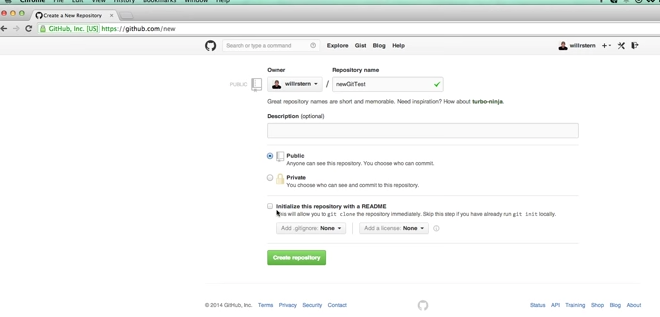 Chrome File Edit View History Bookmarks Window Help
Create a New Repository
GitHub, Inc. [US] https://github.com/new
Search or type a command Explore Gist Blog Help willrstern
Owner Repository name
PUBLIC willrstern / newGitTest
Great repository names are short and memorable. Need inspiration? How about turbo-ninja.
Description (optional)
Public
Anyone can see this repository. You choose who can commit.
Private
You choose who can see and commit to this repository.
Initialize this repository with a README
This will allow you to git clone the repository immediately. Skip this step if you have already run git init locally.
Add .gitignore: None Add a license: None
Create repository
© 2014 GitHub, Inc. Terms Privacy Security Contact Status API Training Shop Blog About